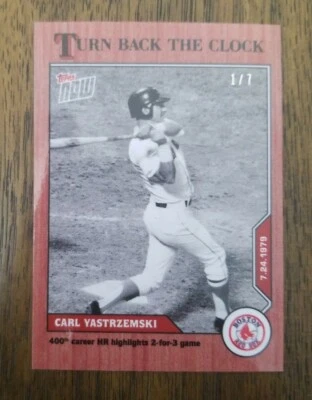 TURN BACK THE CLOCK
topps
NOW
1/7
7.24.1979
CARL YASTRZEMSKI
BOSTON
RED SOX
400th career HR highlights 2-for-3 game